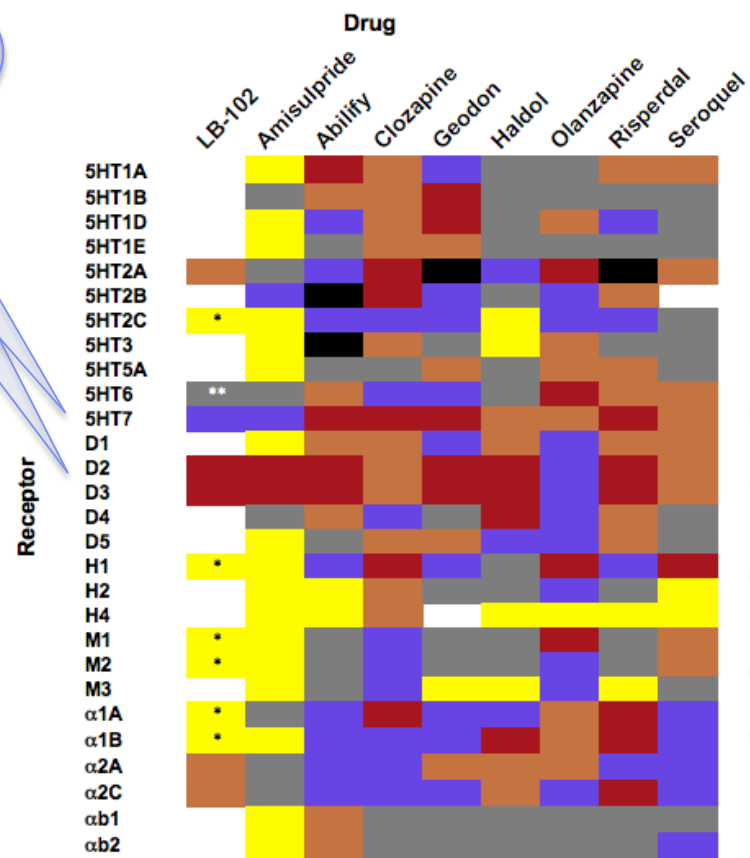 Drug
LB-102 Amisulpride Abilify Clozapine Geodon Haldol Olanzapine Risperdal Seroquel
Receptor
5HT1A
5HT1B
5HT1D
5HT1E
5HT2A
5HT2B
5HT2C *
5HT3
5HT5A
5HT6 **
5HT7
D1
D2
D3
D4
D5
H1 *
H2
H4
M1 *
M2 *
M3
α1A *
α1B *
α2A
α2C
αb1
αb2